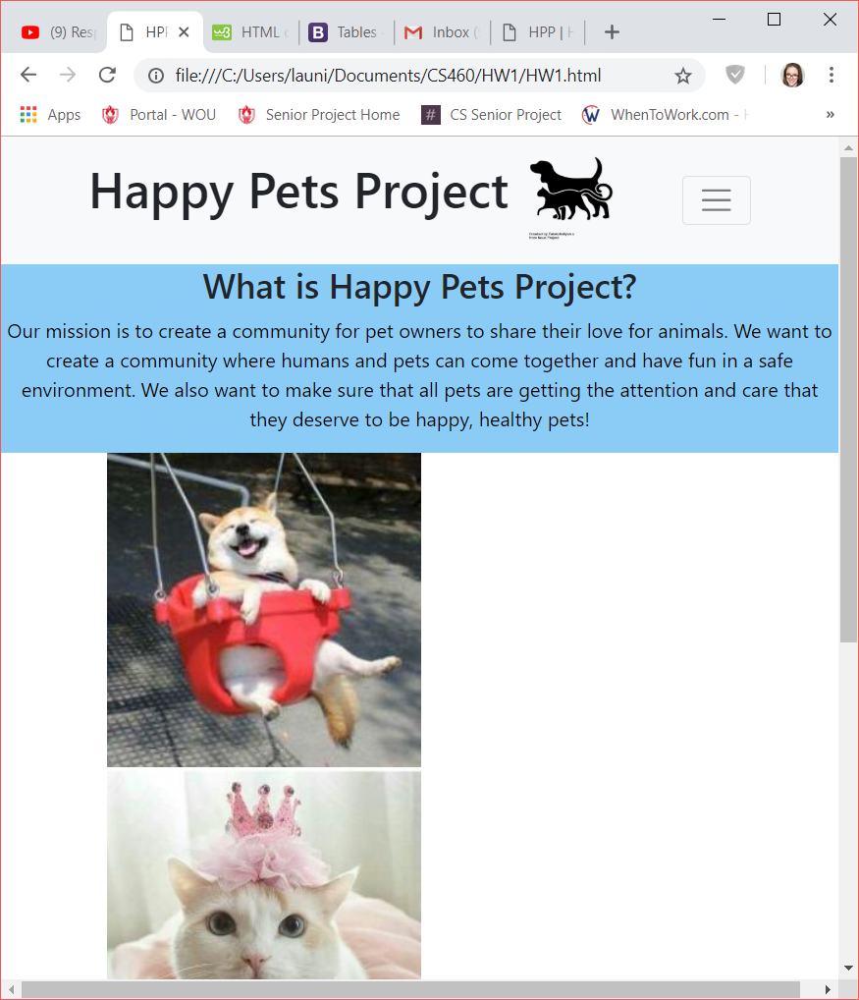 (9) Res
HPP
HTML
Tables
Inbox (
HPP | H
file:///C:/Users/launi/Documents/CS460/HW1/HW1.html
Apps
Portal - WOU
Senior Project Home
# CS Senior Project
W WhenToWork.com - H
»
Happy Pets Project
What is Happy Pets Project?
Our mission is to create a community for pet owners to share their love for animals. We want to
create a community where humans and pets can come together and have fun in a safe
environment. We also want to make sure that all pets are getting the attention and care that
they deserve to be happy, healthy pets!